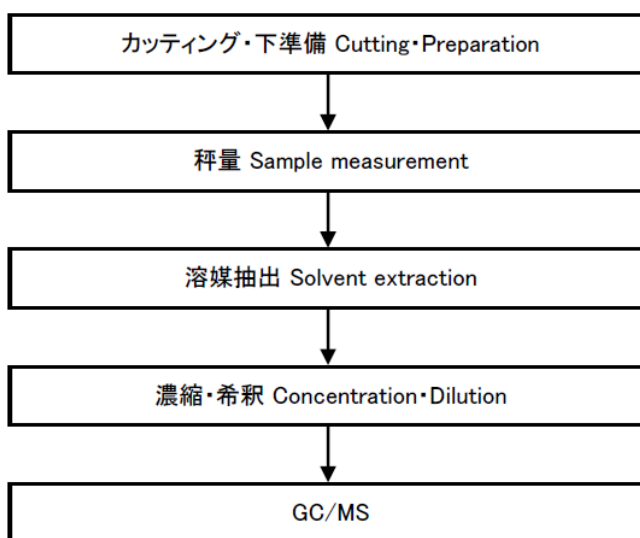 カッティング・下準備 Cutting・Preparation
秤量 Sample measurement
溶媒抽出 Solvent extraction
濃縮・希釈 Concentration・Dilution
GC/MS